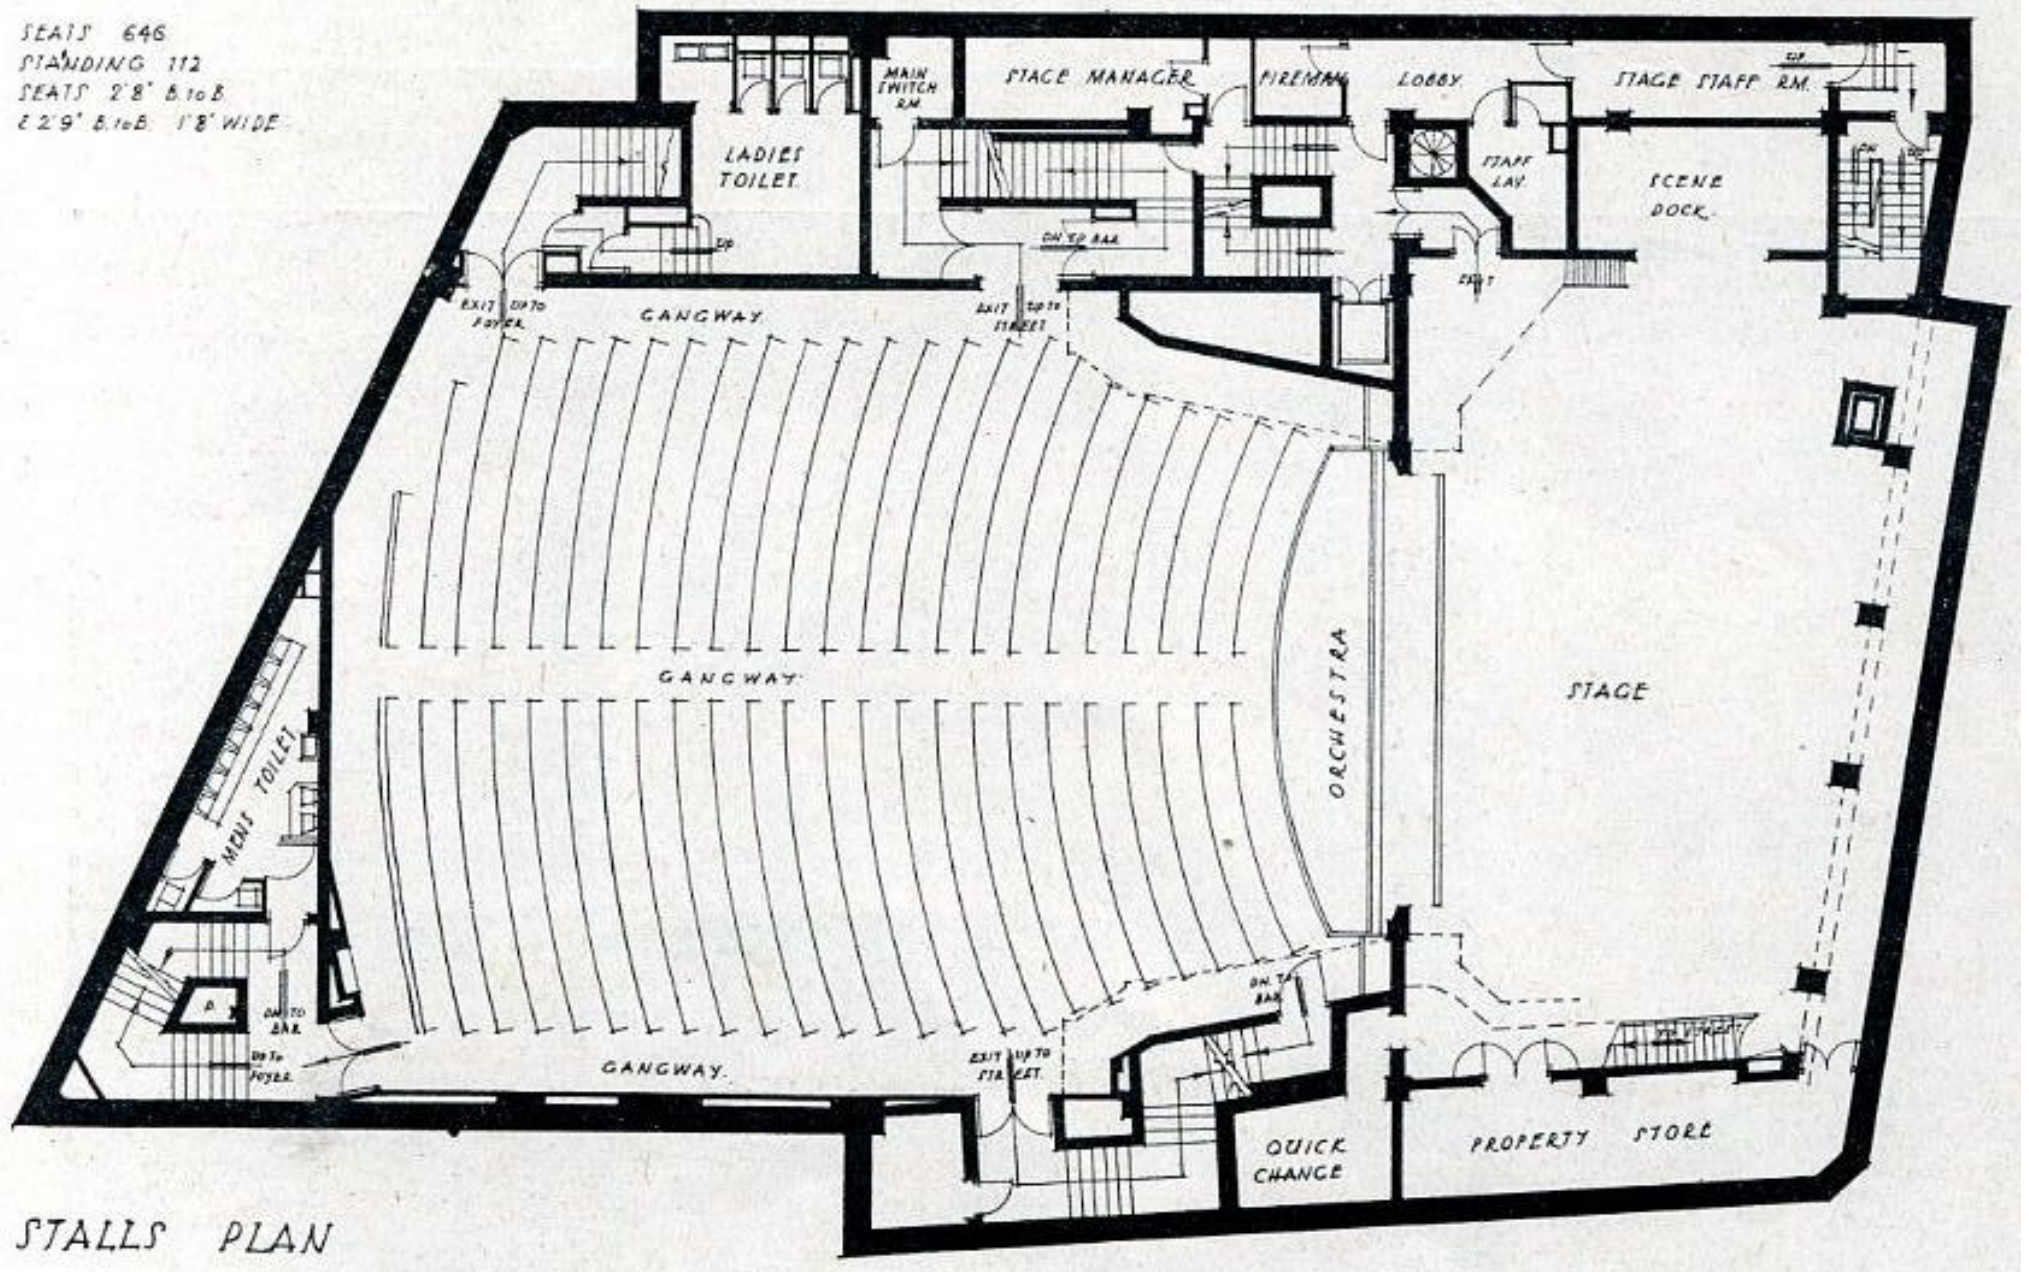 SEATS 646
STANDING 112
SEATS 2'8" B. TO B.
& 2'9" B. TO B. 1'8" WIDE
MAIN
SWITCH
RM.
STAGE MANAGER
FIREMAN
LOBBY.
STAGE STAFF RM.
UP
LADIES
TOILET.
STAFF
LAV.
SCENE
DOCK.
DN
UP
UP
DN TO BAR
EXIT UP TO
FOYER
GANGWAY.
EXIT UP TO
STREET
EXIT
GANGWAY.
ORCHESTRA
STAGE
MENS TOILET
D.
DN TO
BAR
UP TO
FOYER
DN. TO
BAR
GANGWAY.
EXIT UP TO
STREET.
QUICK
CHANGE
PROPERTY STORE
STALLS PLAN